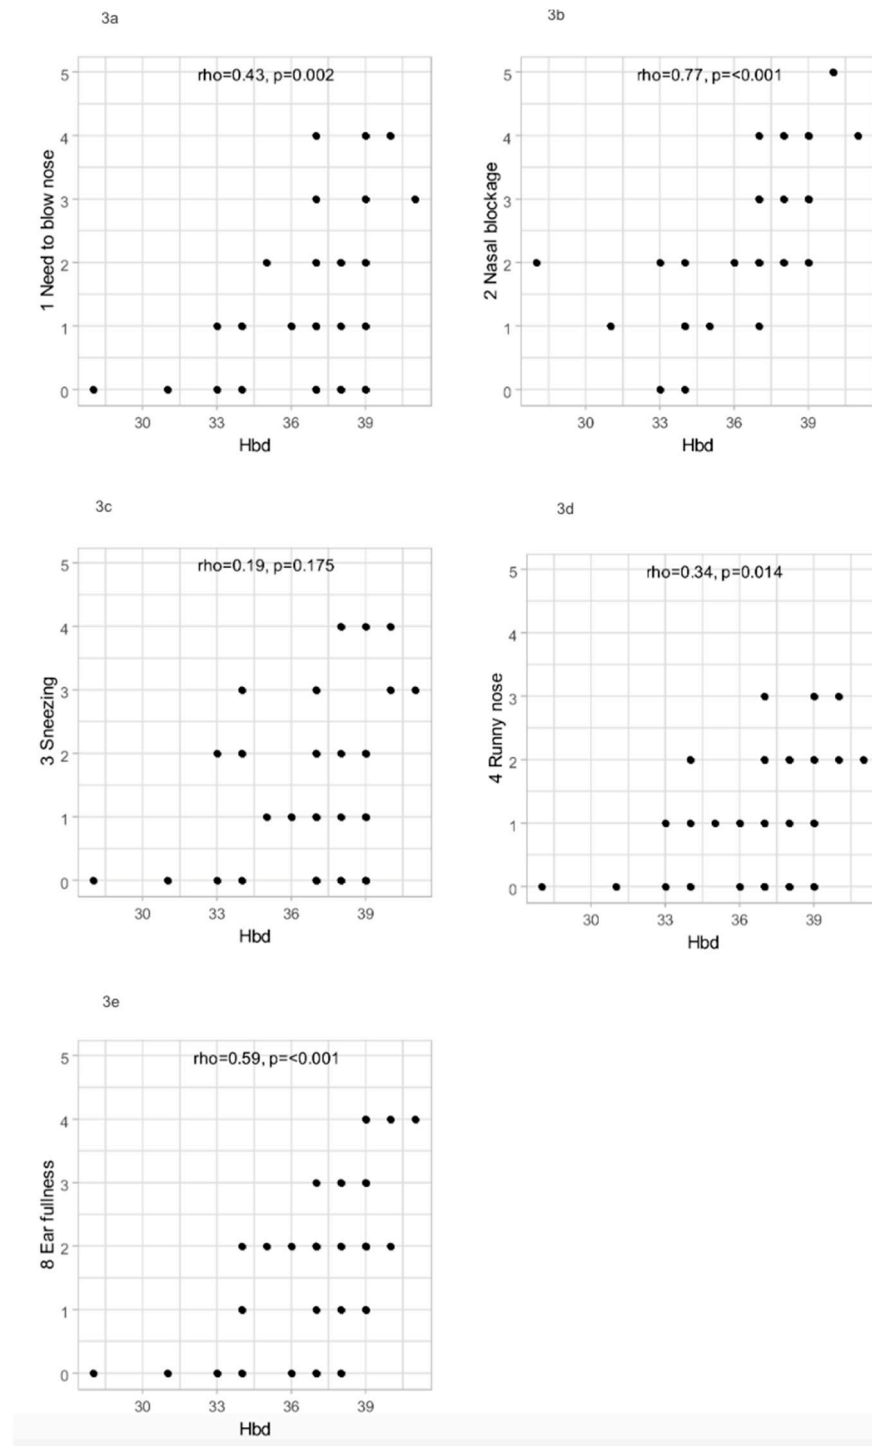 3a
rho=0.43, p=0.002
1 Need to blow nose
5
4
3
2
1
0
30 33 36 39
Hbd
3b
rho=0.77, p=<0.001
2 Nasal blockage
5
4
3
2
1
0
30 33 36 39
Hbd
3c
rho=0.19, p=0.175
3 Sneezing
5
4
3
2
1
0
30 33 36 39
Hbd
3d
rho=0.34, p=0.014
4 Runny nose
5
4
3
2
1
0
30 33 36 39
Hbd
3e
rho=0.59, p=<0.001
8 Ear fullness
5
4
3
2
1
0
30 33 36 39
Hbd